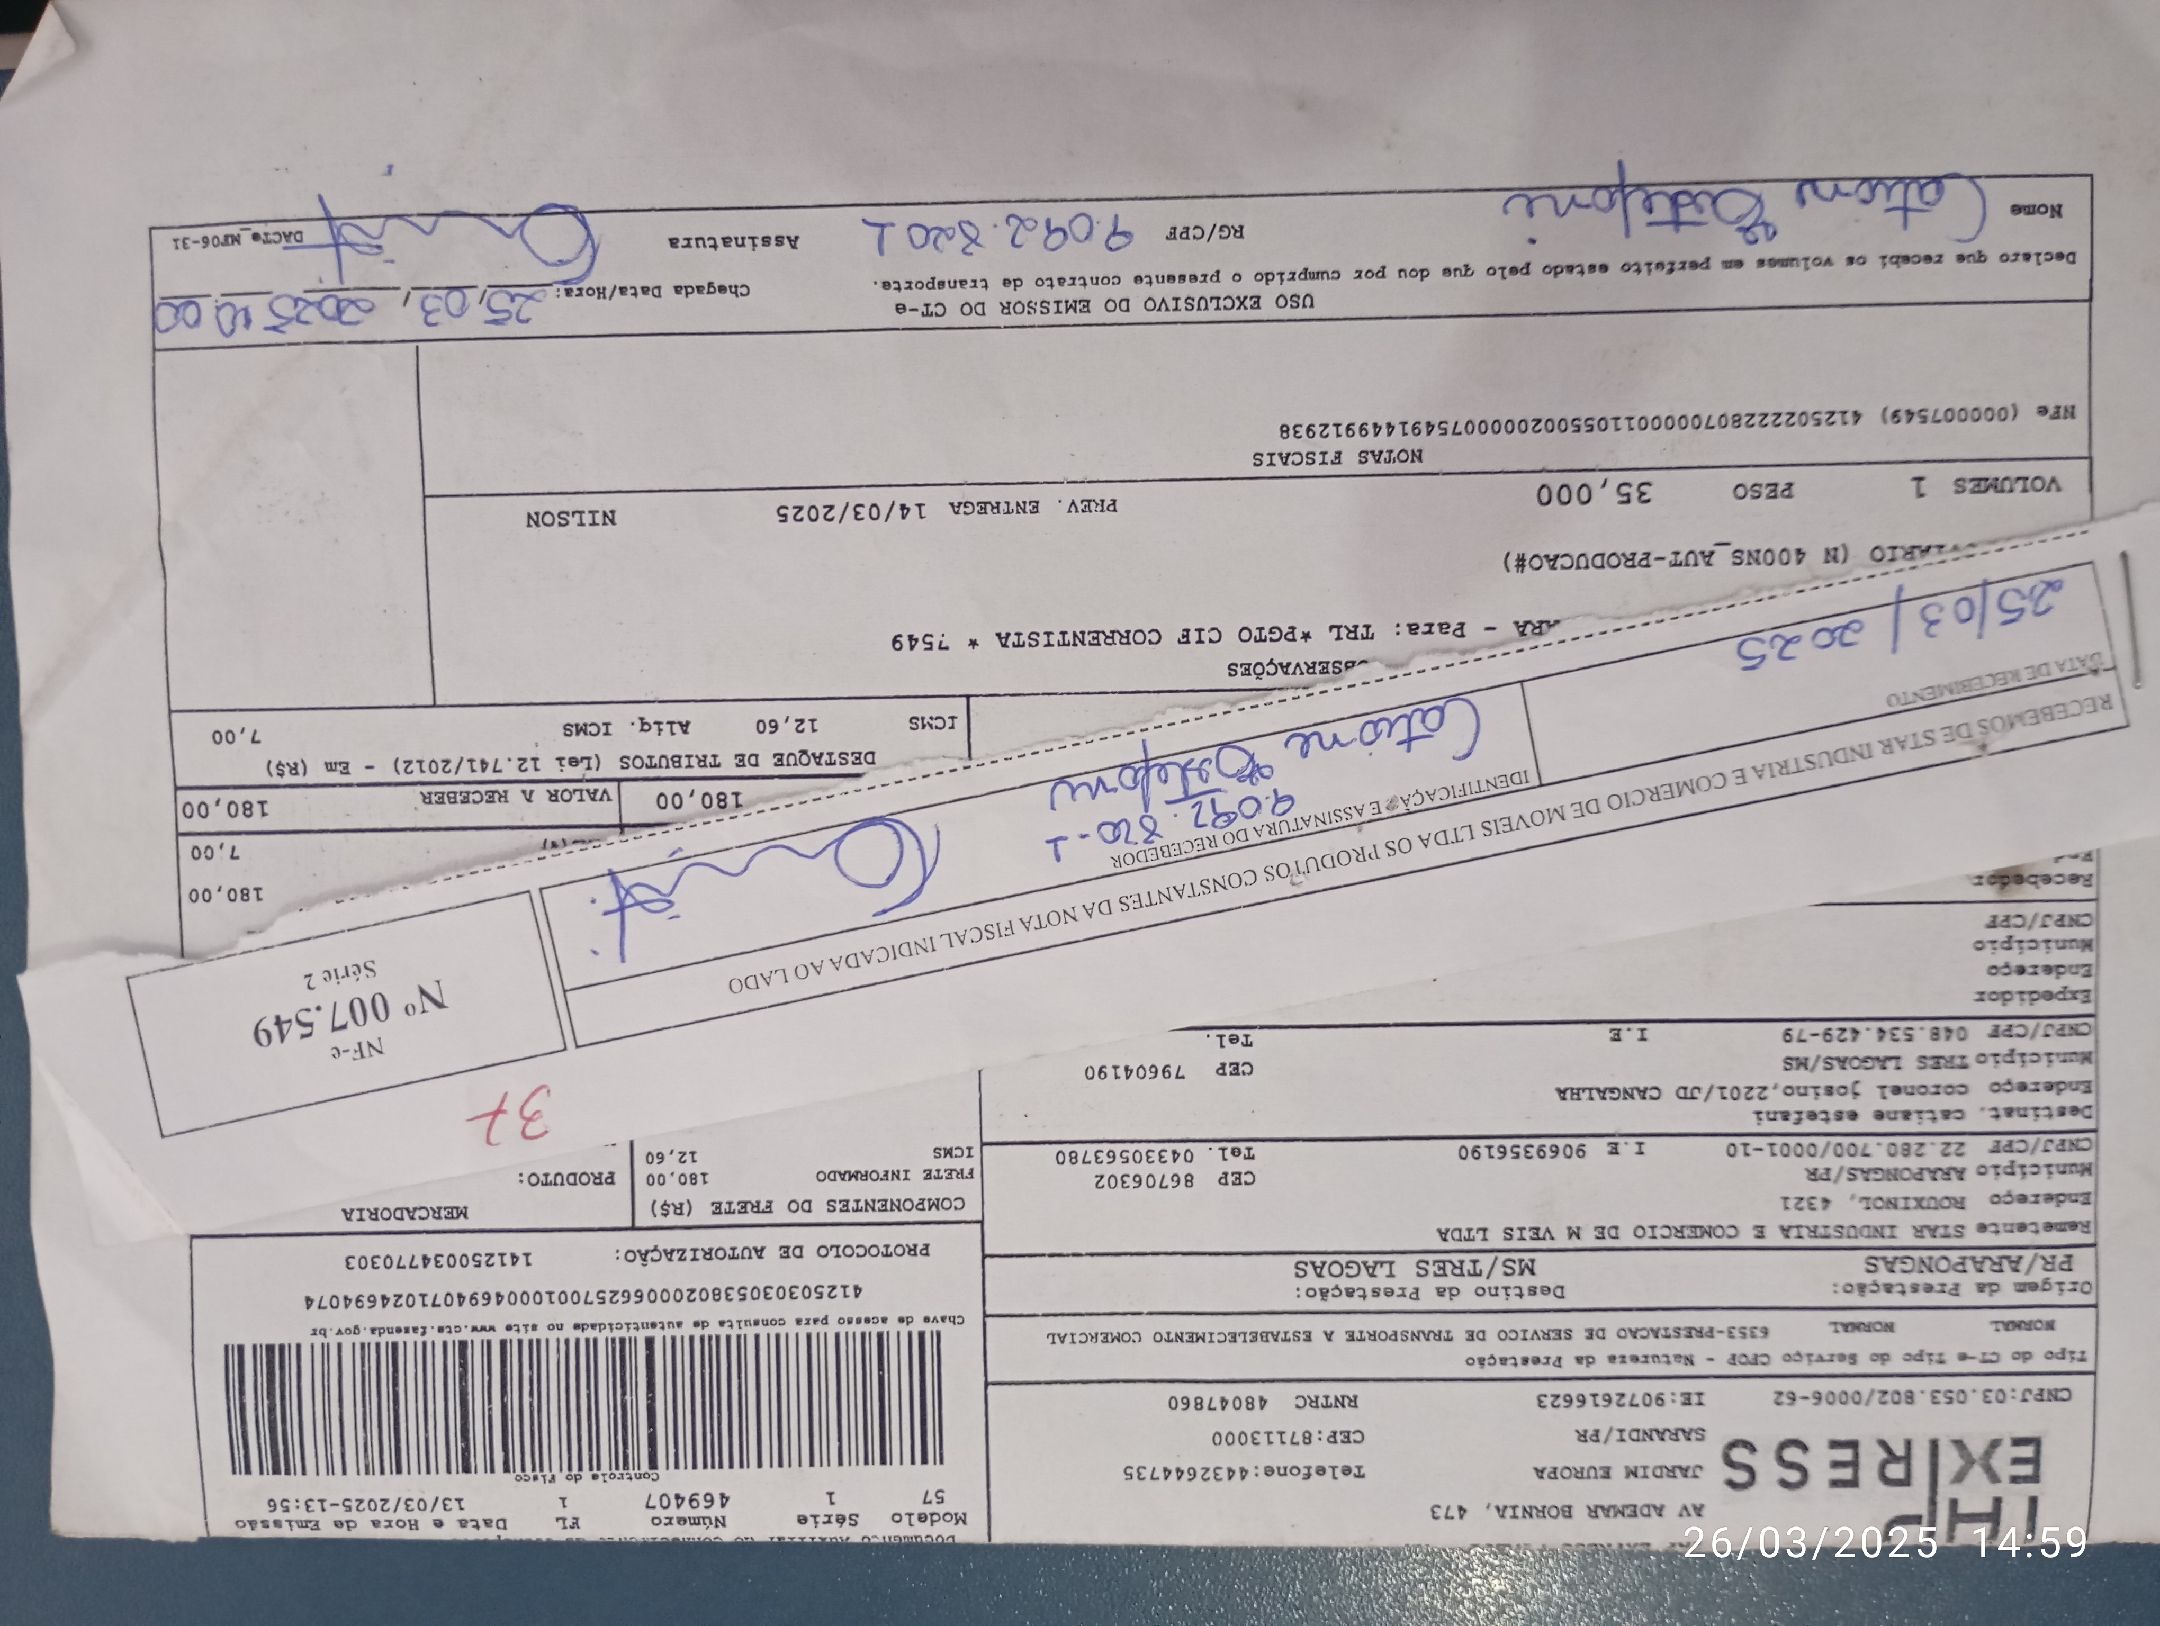 THP
EX|RESS
AV ADEMAR BORNIA, 473
JARDIM EUROPA
SARANDI/PR
Telefone:4432644735
CEP:87113000
CNPJ:03.053.802/0006-62 IE:9072616623 RNTRC 48047860
Modelo Série Número FL Data e Hora de Emissão
57 1 469407 1 13/03/2025-13:56
Controle do Fisco
Tipo do CT-e Tipo do Serviço CFOP - Natureza da Prestação
NORMAL NORMAL 6353-PRESTACAO DE SERVICO DE TRANSPORTE A ESTABELECIMENTO COMERCIAL
Chave de acesso para consulta de autenticidade no site www.cte.fazenda.gov.br
41250303053802000662570010004694071024694074
Origem da Prestação: Destino da Prestação:
PR/ARAPONGAS MS/TRES LAGOAS
PROTOCOLO DE AUTORIZAÇÃO: 141250034770303
Remetente STAR INDUSTRIA E COMERCIO DE M VEIS LTDA
Endereço ROUXINOL, 4321
Município ARAPONGAS/PR CEP 86706302
CNPJ/CPF 22.280.700/0001-10 I.E 9069356190 Tel. 04330563780
COMPONENTES DO FRETE (R$) MERCADORIA
FRETE INFORMADO 180,00 PRODUTO:
ICMS 12,60
Destinat. catiane estefani
Endereço coronel josino,2201/JD CANGALHA
Município TRES LAGOAS/MS CEP 79604190
CNPJ/CPF 048.534.429-79 I.E Tel.
Expedidor
Endereço
Município
CNPJ/CPF
Recebedor
37
RECEBEMOS DE STAR INDUSTRIA E COMERCIO DE MOVEIS LTDA OS PRODUTOS CONSTANTES DA NOTA FISCAL INDICADA AO LADO
DATA DE RECEBIMENTO
25/03/2025
IDENTIFICAÇÃO E ASSINATURA DO RECEBEDOR
9.092.820-1
Catiane Estefani
NF-e
Nº 007.549
Série 2
180,00
7,00
180,00 VALOR A RECEBER 180,00
DESTAQUE DE TRIBUTOS (Lei 12.741/2012) - Em (R$)
ICMS 12,60 Aliq. ICMS 7,00
OBSERVAÇÕES
ARA - Para: TRL *PGTO CIF CORRENTISTA * 7549
VIARIO (N 400NS_AUT-PRODUCAO#)
VOLUMES 1 PESO 35,000 PREV. ENTREGA 14/03/2025 NILSON
NOTAS FISCAIS
NFe (000007549) 41250222280700000110550020000075491449912938
USO EXCLUSIVO DO EMISSOR DO CT-e
Declaro que recebi os volumes em perfeito estado pelo que dou por cumprido o presente contrato de transporte.
Chegada Data/Hora: 25/03/2025 10:00
Nome Catiane Estefani RG/CPF 9.092.820 1 Assinatura
DACTe_MP06-31
26/03/2025 14:59